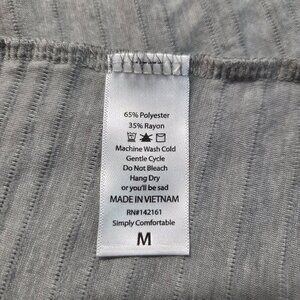 65% Polyester
35% Rayon
Machine Wash Cold
Gentle Cycle
Do Not Bleach
Hang Dry
or you'll be sad
MADE IN VIETNAM
RN#142161
Simply Comfortable
M